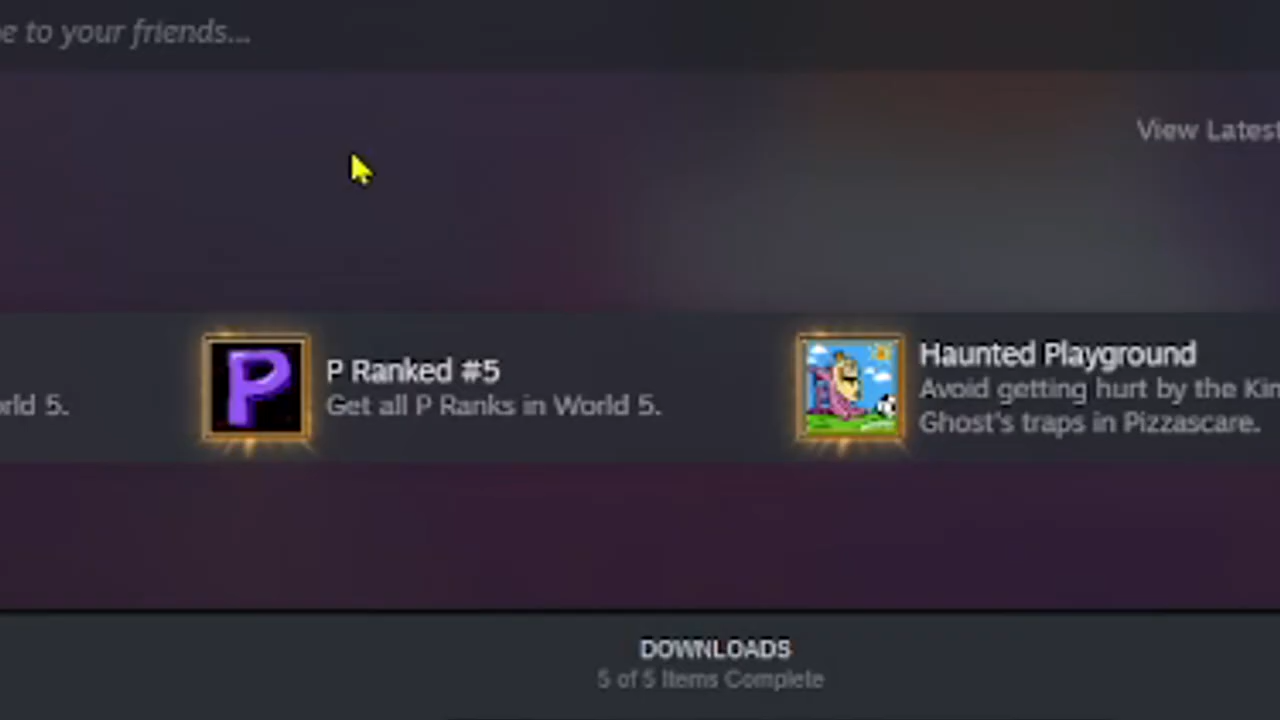 e to your friends...
View Latest
P Ranked #5
Haunted Playground
orld 5.
Get all P Ranks in World 5.
Avoid getting hurt by the Kin
Ghost's traps in Pizzascare.
DOWNLOADS
5 of 5 Items Complete
P